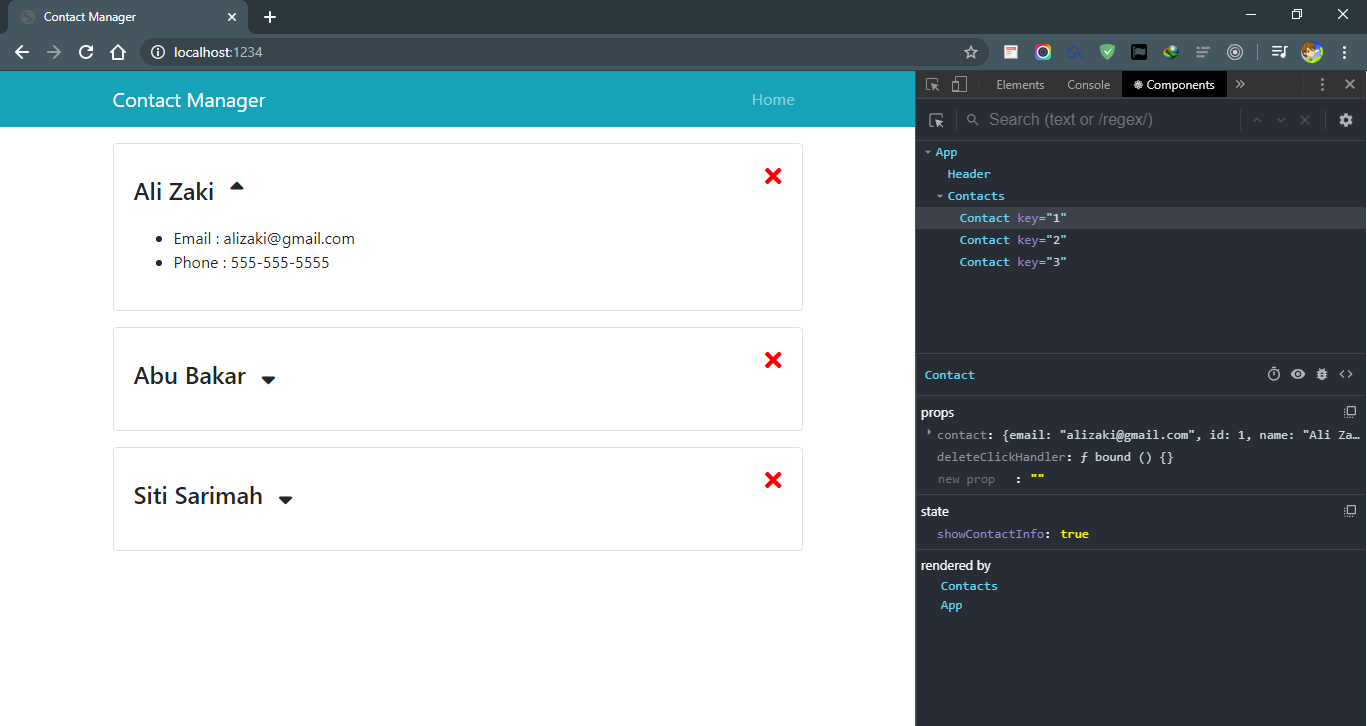 Contact Manager
localhost:1234
Contact Manager
Home
Ali Zaki
Email : alizaki@gmail.com
Phone : 555-555-5555
Abu Bakar
Siti Sarimah
Elements Console Components
Search (text or /regex/)
App
Header
Contacts
Contact key="1"
Contact key="2"
Contact key="3"
Contact
props
contact: {email: "alizaki@gmail.com", id: 1, name: "Ali Za…
deleteClickHandler: ƒ bound () {}
new prop : ""
state
showContactInfo: true
rendered by
Contacts
App